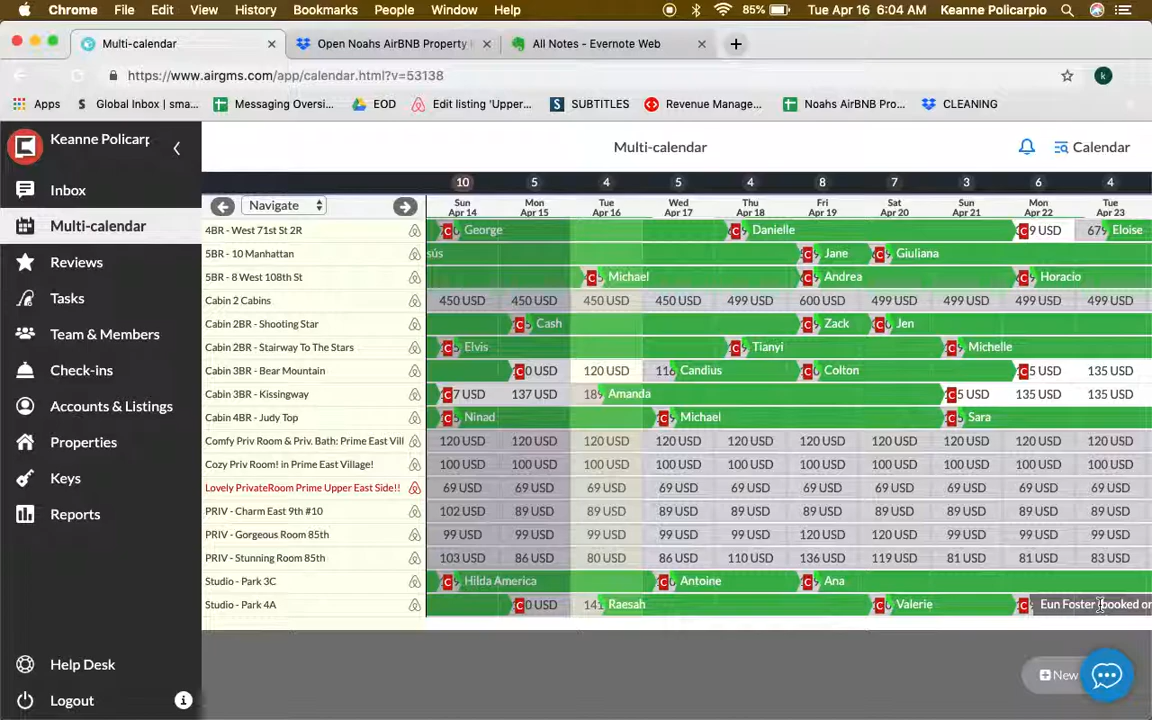 Chrome File Edit View History Bookmarks People Window Help 85% Tue Apr 16 6:04 AM Keanne Policarpio
Multi-calendar Open Noahs AirBNB Property All Notes - Evernote Web
https://www.airgms.com/app/calendar.html?v=53138 k
Apps Global Inbox | sma... Messaging Oversi... EOD Edit listing 'Upper... SUBTITLES Revenue Manage... Noahs AirBNB Pro... CLEANING
Keanne Policarp
Multi-calendar Calendar
Inbox
Multi-calendar
Reviews
Tasks
Team & Members
Check-ins
Accounts & Listings
Properties
Keys
Reports
Help Desk
Logout
10 5 4 5 7 8 7 3 6 4
Navigate Sun Mon Tue Wed Thu Fri Sat Sun Mon Tue
Apr 14 Apr 15 Apr 16 Apr 17 Apr 18 Apr 19 Apr 20 Apr 21 Apr 22 Apr 23
4BR - West 71st St 2R George Danielle C 9 USD 679 Eloise
5BR - 10 Manhattan sús Jane Giuliana
5BR - 8 West 108th St Michael Andrea Horacio
Cabin 2 Cabins 450 USD 450 USD 450 USD 450 USD 499 USD 600 USD 499 USD 499 USD 499 USD 499 USD
Cabin 2BR - Shooting Star Cash Zack Jen
Cabin 2BR - Stairway To The Stars Elvis Tianyi Michelle
Cabin 3BR - Bear Mountain C 0 USD 120 USD 116 Candius Colton C 5 USD 135 USD
Cabin 3BR - Kissingway C 7 USD 137 USD 189 Amanda C 5 USD 135 USD 135 USD
Cabin 4BR - Judy Top Ninad Michael Sara
Comfy Priv Room & Priv. Bath: Prime East Vill 120 USD 120 USD 120 USD 120 USD 120 USD 120 USD 120 USD 120 USD 120 USD 120 USD
Cozy Priv Room! in Prime East Village! 100 USD 100 USD 100 USD 100 USD 100 USD 100 USD 100 USD 100 USD 100 USD 100 USD
Lovely PrivateRoom Prime Upper East Side!! 69 USD 69 USD 69 USD 69 USD 69 USD 69 USD 69 USD 69 USD 69 USD 69 USD
PRIV - Charm East 9th #10 102 USD 89 USD 89 USD 89 USD 89 USD 89 USD 89 USD 89 USD 89 USD 89 USD
PRIV - Gorgeous Room 85th 99 USD 99 USD 99 USD 99 USD 99 USD 120 USD 120 USD 99 USD 99 USD 99 USD
PRIV - Stunning Room 85th 103 USD 86 USD 80 USD 86 USD 110 USD 136 USD 119 USD 81 USD 81 USD 83 USD
Studio - Park 3C Hilda America Antoine Ana
Studio - Park 4A C 0 USD 141 Raesah Valerie Eun Foster booked on
New